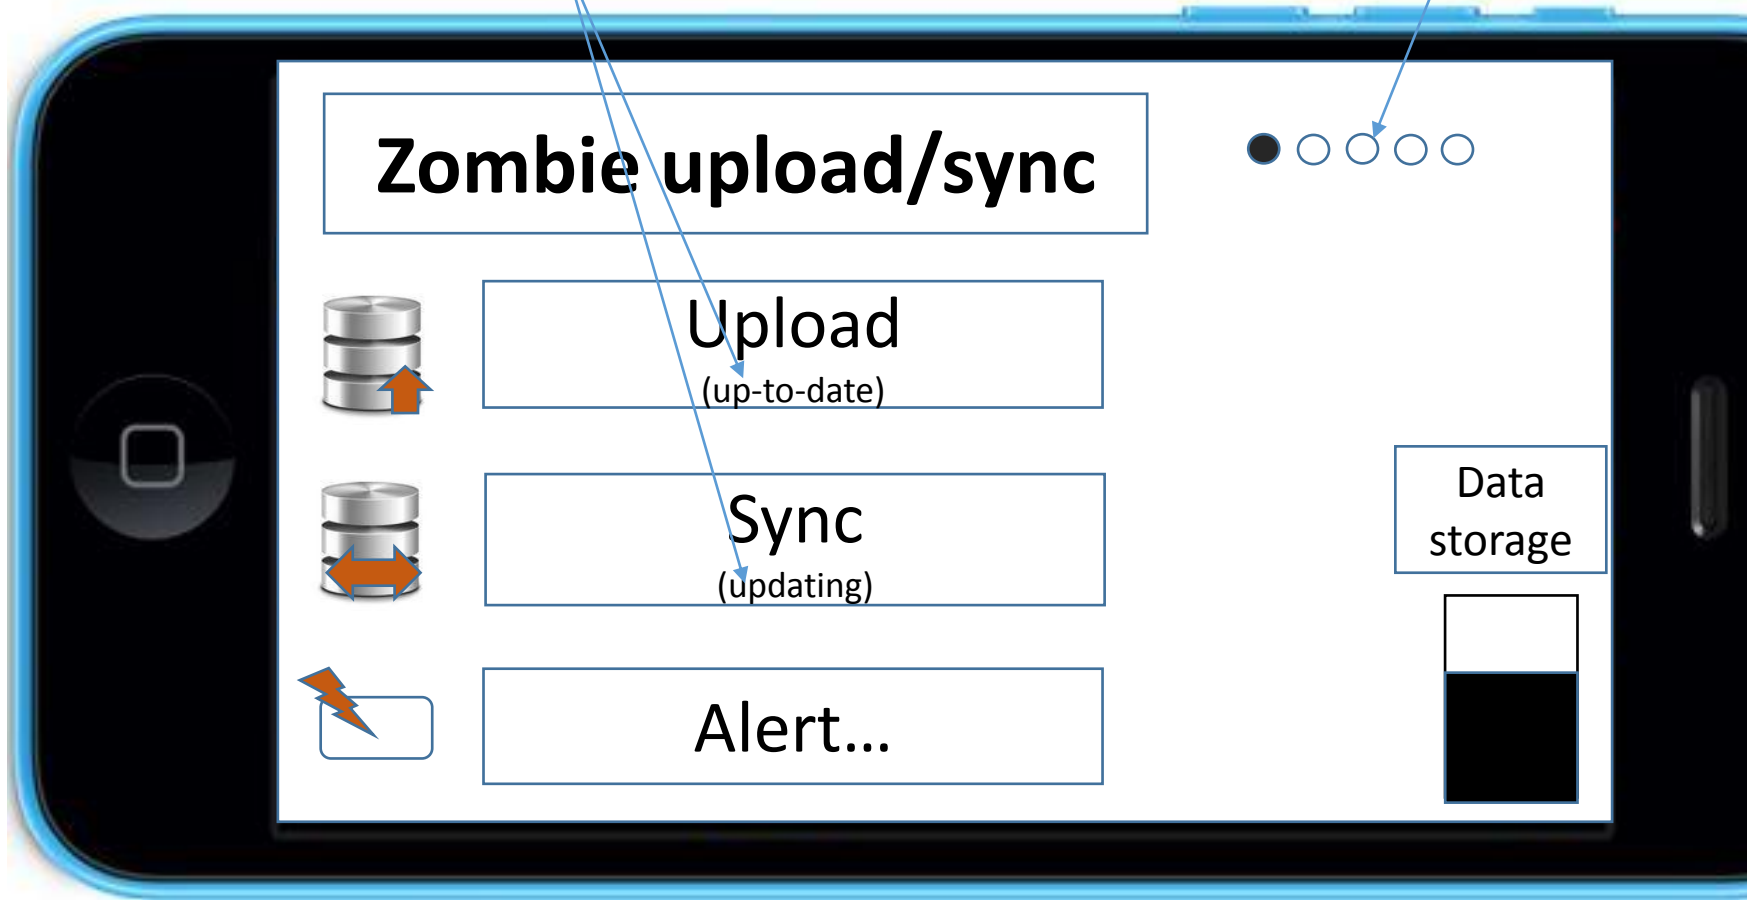 Zombie upload/sync
Upload
(up-to-date)
Sync
(updating)
Data
storage
Alert...